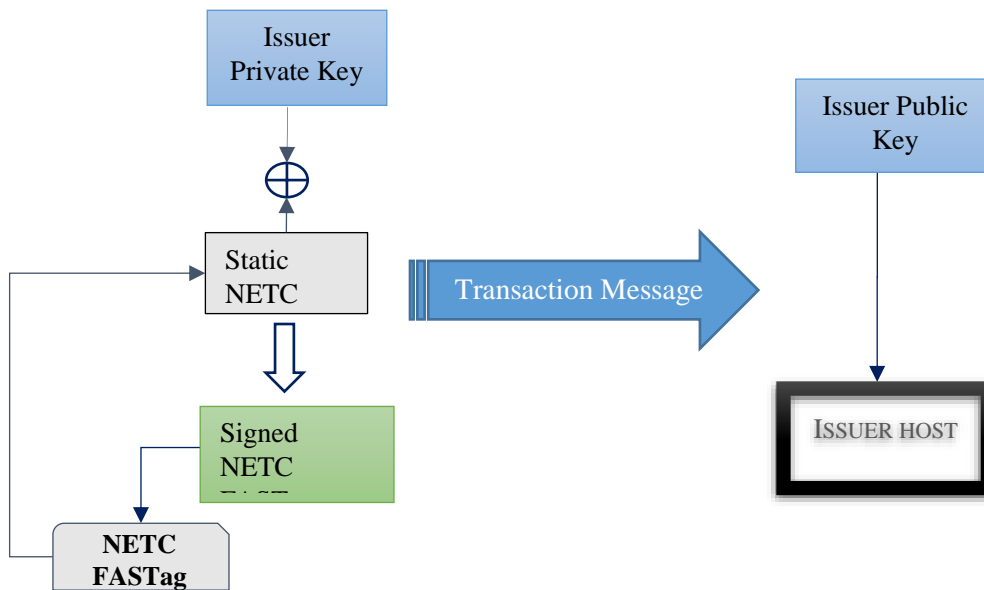 Issuer
Private Key
Issuer Public
Key
Static
NETC
Transaction Message
Signed
NETC
ISSUER HOST
NETC
FASTag